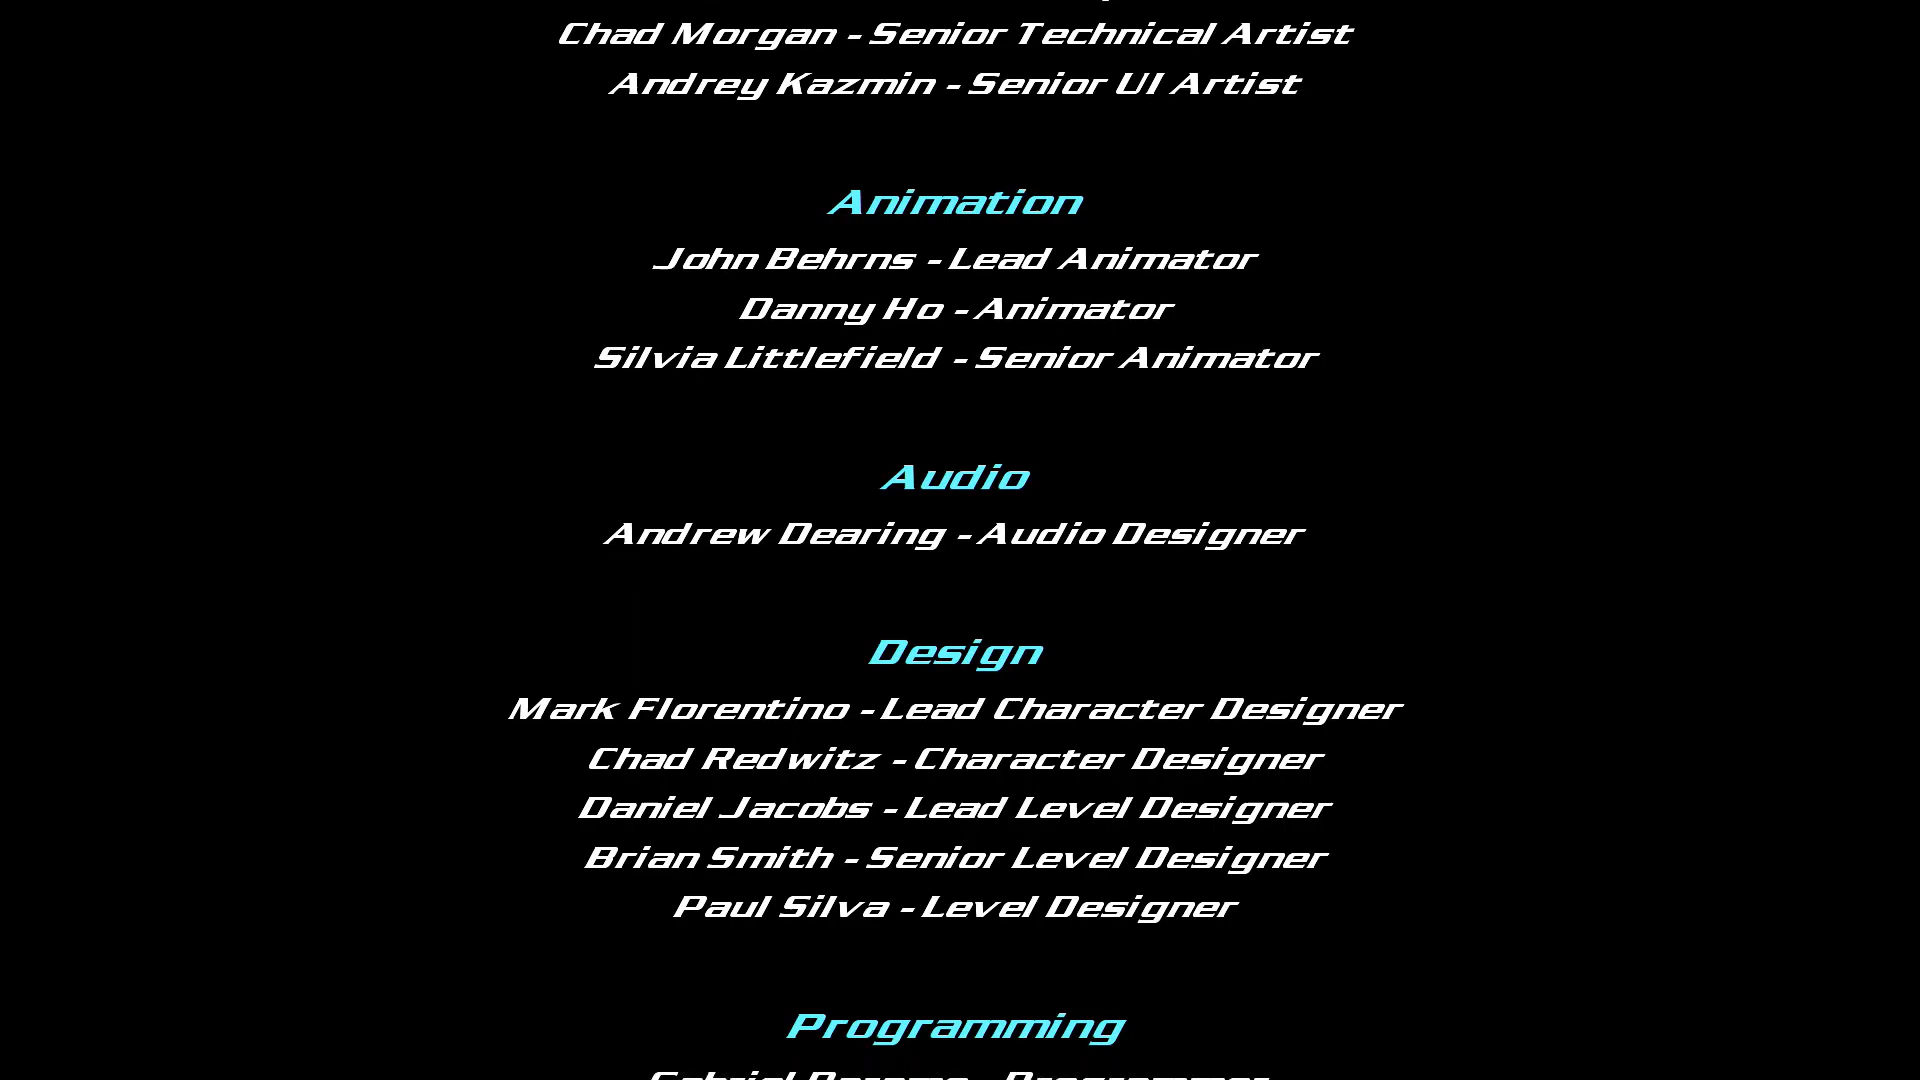 Chad Morgan - Senior Technical Artist
Andrey Kazmin - Senior UI Artist
Animation
John Behrns - Lead Animator
Danny Ho - Animator
Silvia Littlefield - Senior Animator
Audio
Andrew Dearing - Audio Designer
Design
Mark Florentino - Lead Character Designer
Chad Redwitz - Character Designer
Daniel Jacobs - Lead Level Designer
Brian Smith - Senior Level Designer
Paul Silva - Level Designer
Programming
Gabriel - Programmer